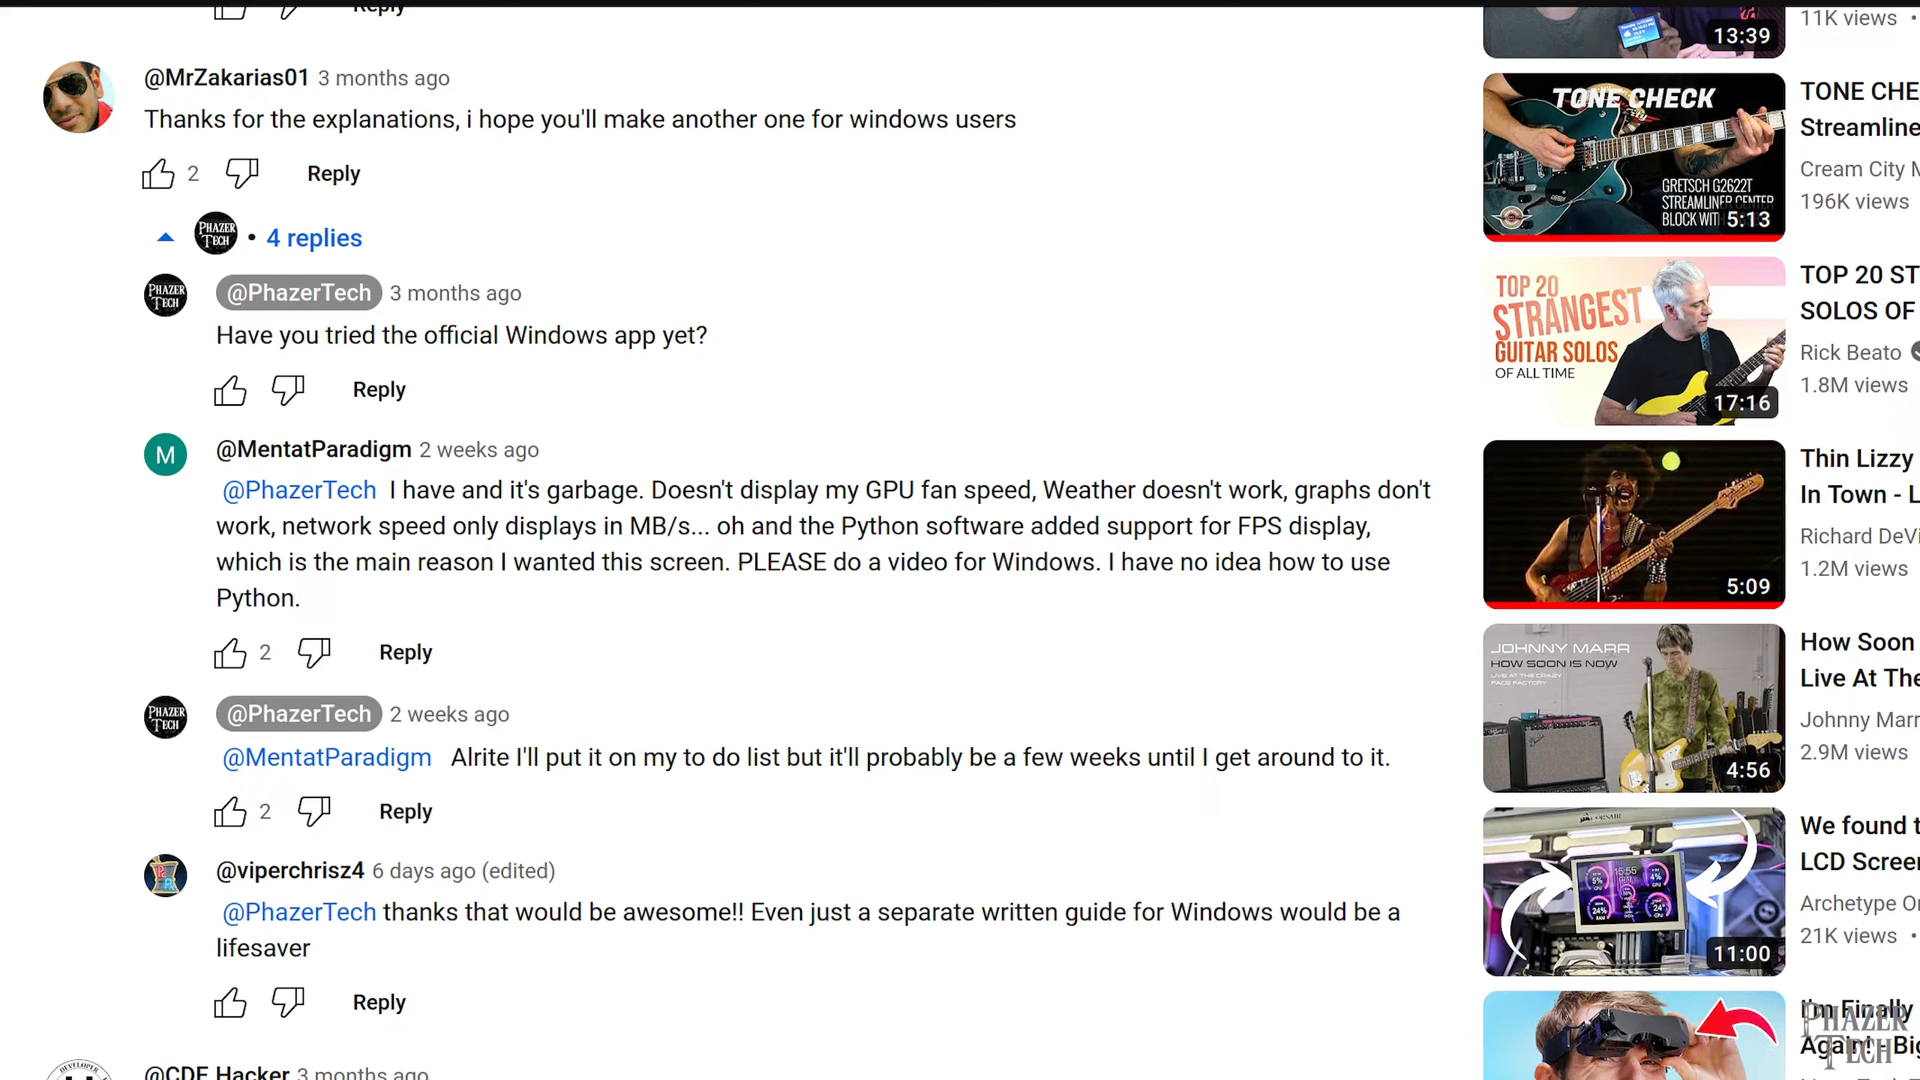 Reply
@MrZakarias01 3 months ago
Thanks for the explanations, i hope you'll make another one for windows users
2 Reply
PHAZER TECH • 4 replies
PHAZER TECH
@PhazerTech 3 months ago
Have you tried the official Windows app yet?
Reply
M
@MentatParadigm 2 weeks ago
@PhazerTech I have and it's garbage. Doesn't display my GPU fan speed, Weather doesn't work, graphs don't
work, network speed only displays in MB/s... oh and the Python software added support for FPS display,
which is the main reason I wanted this screen. PLEASE do a video for Windows. I have no idea how to use
Python.
2 Reply
PHAZER TECH
@PhazerTech 2 weeks ago
@MentatParadigm Alrite I'll put it on my to do list but it'll probably be a few weeks until I get around to it.
2 Reply
@viperchrisz4 6 days ago (edited)
@PhazerTech thanks that would be awesome!! Even just a separate written guide for Windows would be a
lifesaver
Reply
DEVELOPER
@CDF Hacker 3 months ago
13:39
11K views •
TONE CHECK
GRETSCH G2622T
STREAMLINER CENTER
BLOCK WITH
5:13
TONE CHE
Streamline
Cream City M
196K views
TOP 20
STRANGEST
GUITAR SOLOS
OF ALL TIME
17:16
TOP 20 ST
SOLOS OF
Rick Beato
1.8M views
5:09
Thin Lizzy
In Town - L
Richard DeVi
1.2M views
JOHNNY MARR
HOW SOON IS NOW
LIVE AT THE CRAZY
FACE FACTORY
4:56
How Soon
Live At The
Johnny Marr
2.9M views
CORSAIR
5%
4%
24%
24°
11:00
We found t
LCD Screen
Archetype O
21K views •
I'm Finally
Again! - Big
PHAZER
TECH